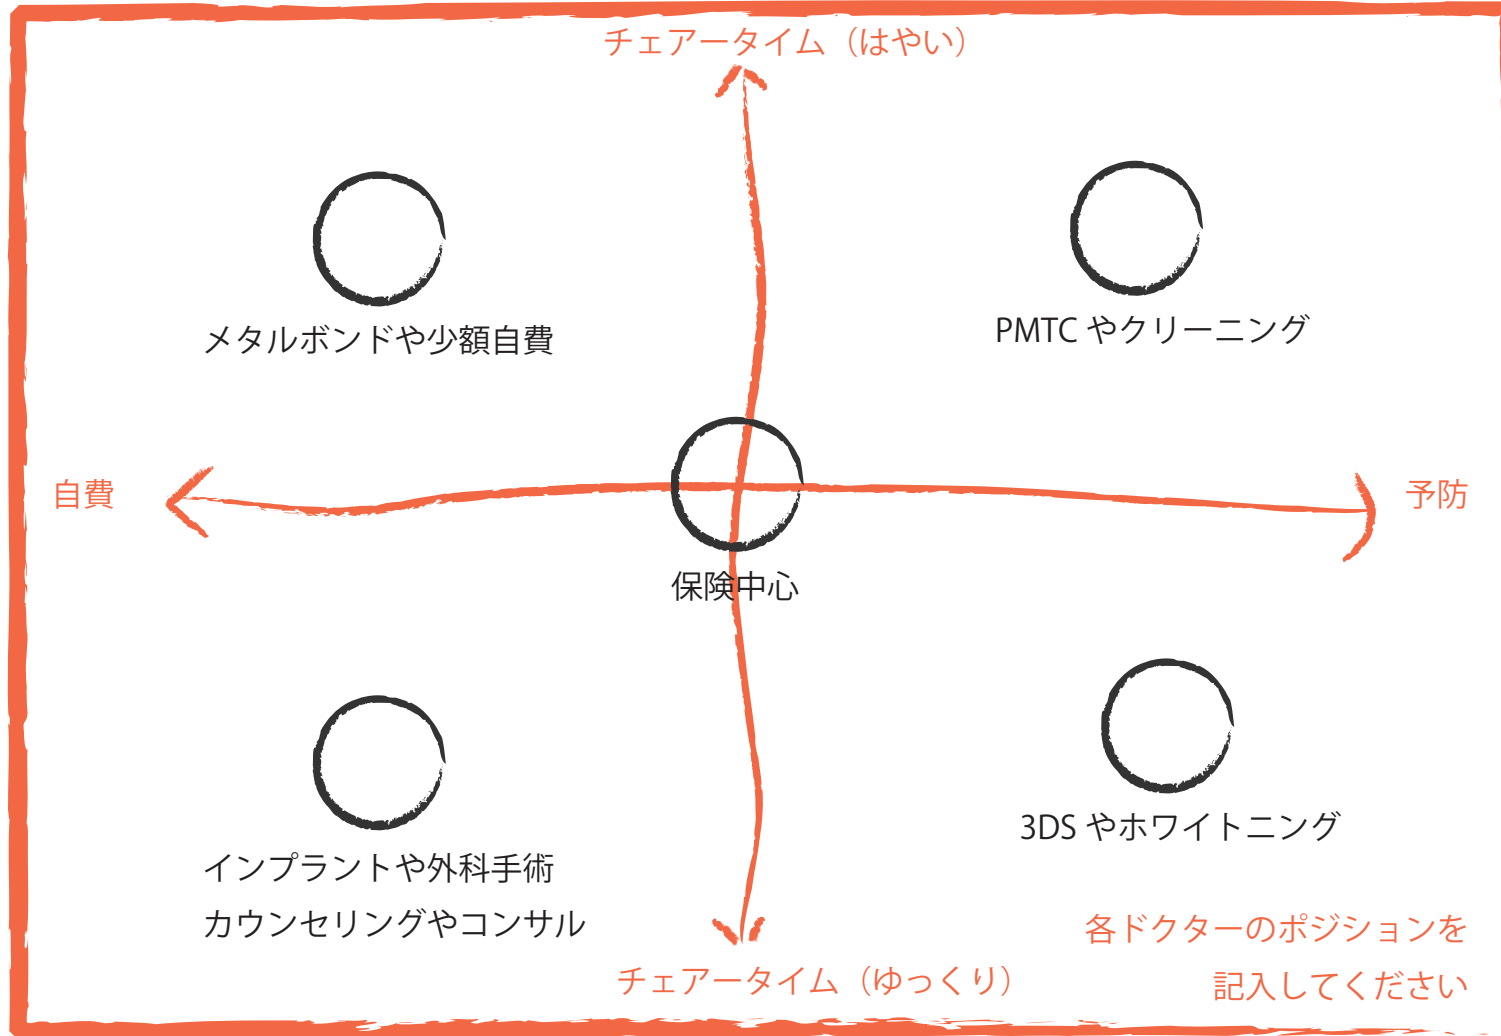 チェアータイム（はやい）
メタルボンドや少額自費
PMTC やクリーニング
自費
予防
保険中心
3DS やホワイトニング
インプラントや外科手術
カウンセリングやコンサル
各ドクターのポジションを
記入してください
チェアータイム（ゆっくり）